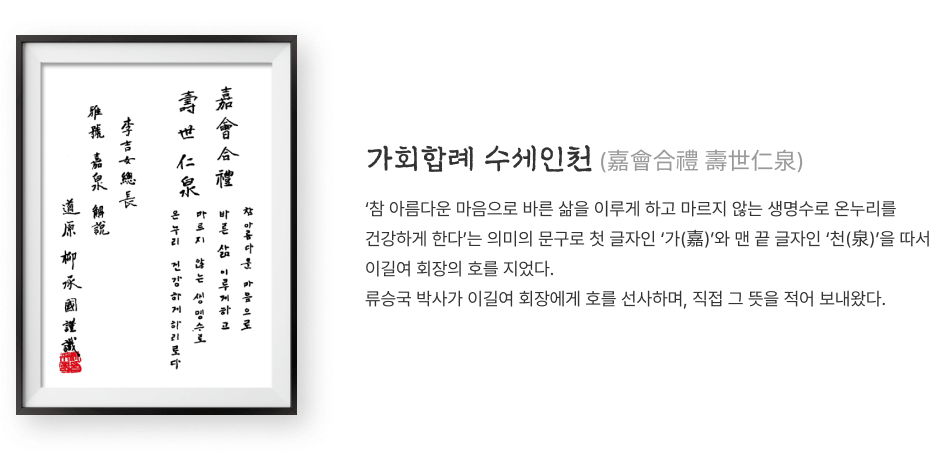 嘉會合禮
壽世仁泉
참 아름다운 마음으로
바른 삶 이루게 하고
마르지 않는 생명수로
온누리 건강하게 하리로다
李吉女總長
雅號 嘉泉 解說
道原 柳承國 謹識
가회합례 수세인천 (嘉會合禮 壽世仁泉)
‘참 아름다운 마음으로 바른 삶을 이루게 하고 마르지 않는 생명수로 온누리를
건강하게 한다’는 의미의 문구로 첫 글자인 ‘가(嘉)’와 맨 끝 글자인 ‘천(泉)’을 따서
이길여 회장의 호를 지었다.
류승국 박사가 이길여 회장에게 호를 선사하며, 직접 그 뜻을 적어 보내왔다.